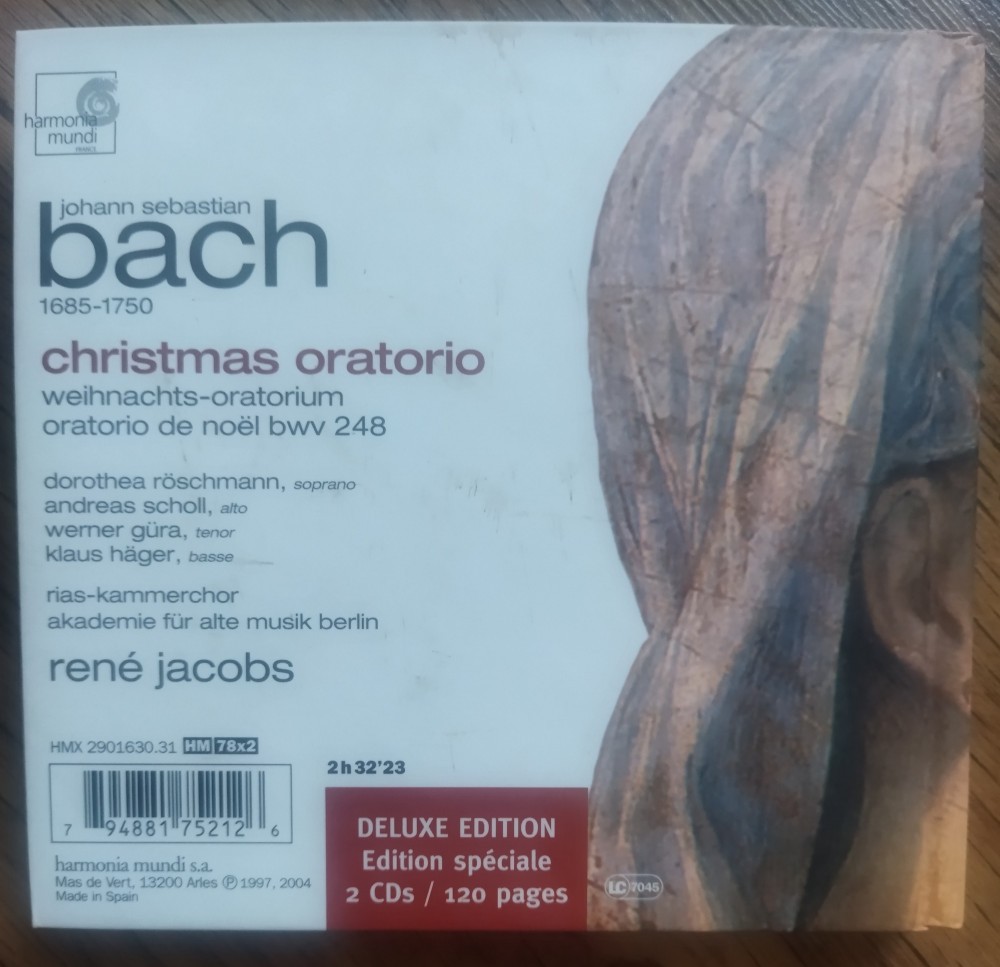 harmonia
mundi
FRANCE
johann sebastian
bach
1685-1750
christmas oratorio
weihnachts-oratorium
oratorio de noël bwv 248
dorothea röschmann, soprano
andreas scholl, alto
werner güra, tenor
klaus häger, basse
rias-kammerchor
akademie für alte musik berlin
rené jacobs
HMX 2901630.31 HM 78x2
2h32'23
7 94881 75212 6
DELUXE EDITION
Edition spéciale
2 CDs / 120 pages
harmonia mundi s.a.
Mas de Vert, 13200 Arles ℗ 1997, 2004
Made in Spain
LC 7045